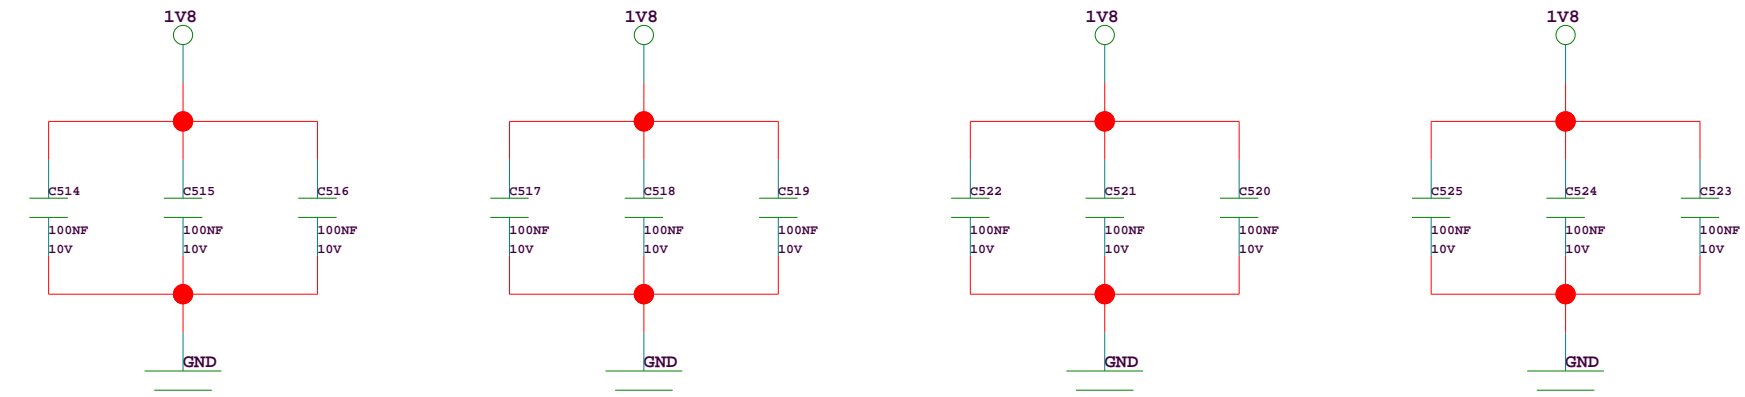 1V8 1V8 1V8 1V8
C514 C515 C516 C517 C518 C519 C522 C521 C520 C525 C524 C523
100NF 100NF 100NF 100NF 100NF 100NF 100NF 100NF 100NF 100NF 100NF 100NF
10V 10V 10V 10V 10V 10V 10V 10V 10V 10V 10V 10V
GND GND GND GND